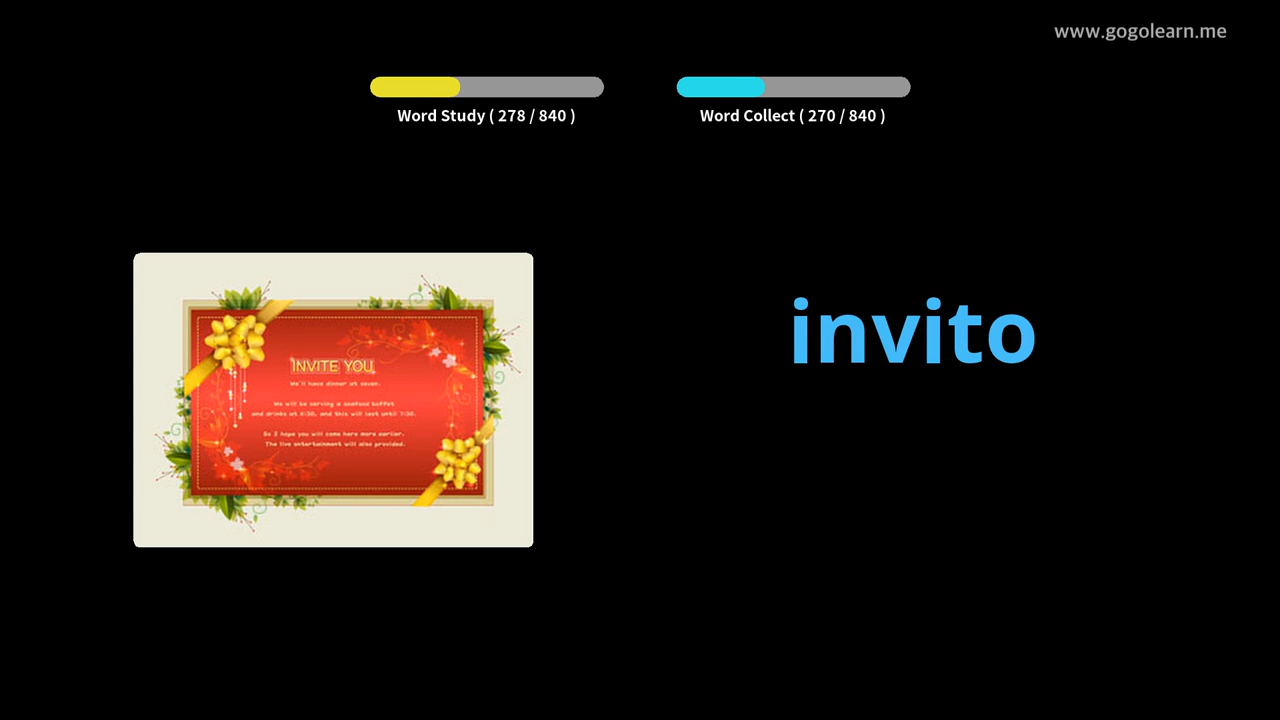 www.gogolearn.me
Word Study ( 278 / 840 )
Word Collect ( 270 / 840 )
invito
INVITE YOU
We'll have dinner at seven.
We will be serving a seafood buffet
and drinks at 6:30, and this will last until 7:30.
So I hope you will come here more earlier.
The live entertainment will also provided.